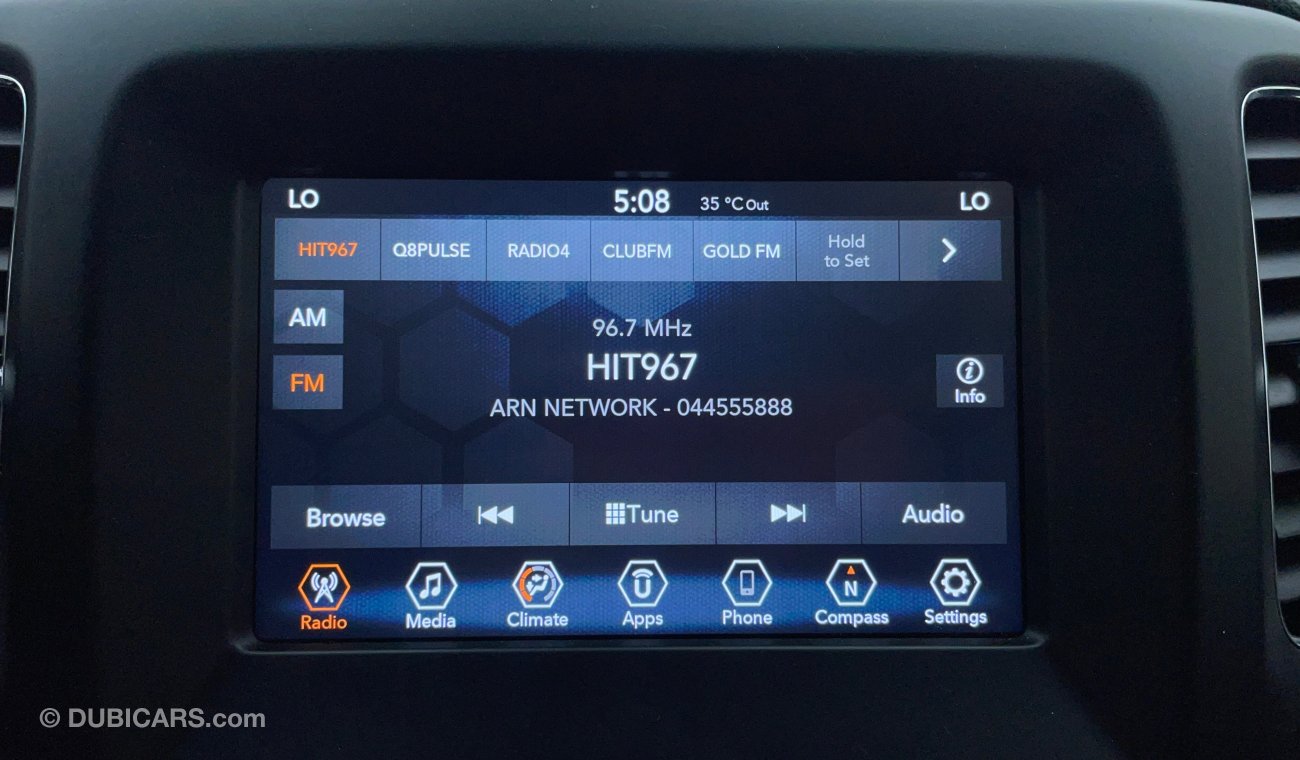 LO 5:08 35 °C Out LO
HIT967 Q8PULSE RADIO4 CLUBFM GOLD FM Hold
to Set
AM
96.7 MHz
HIT967
FM
Info
ARN NETWORK - 044555888
Browse Tune Audio
Radio Media Climate Apps Phone N Compass Settings
© DUBICARS.com